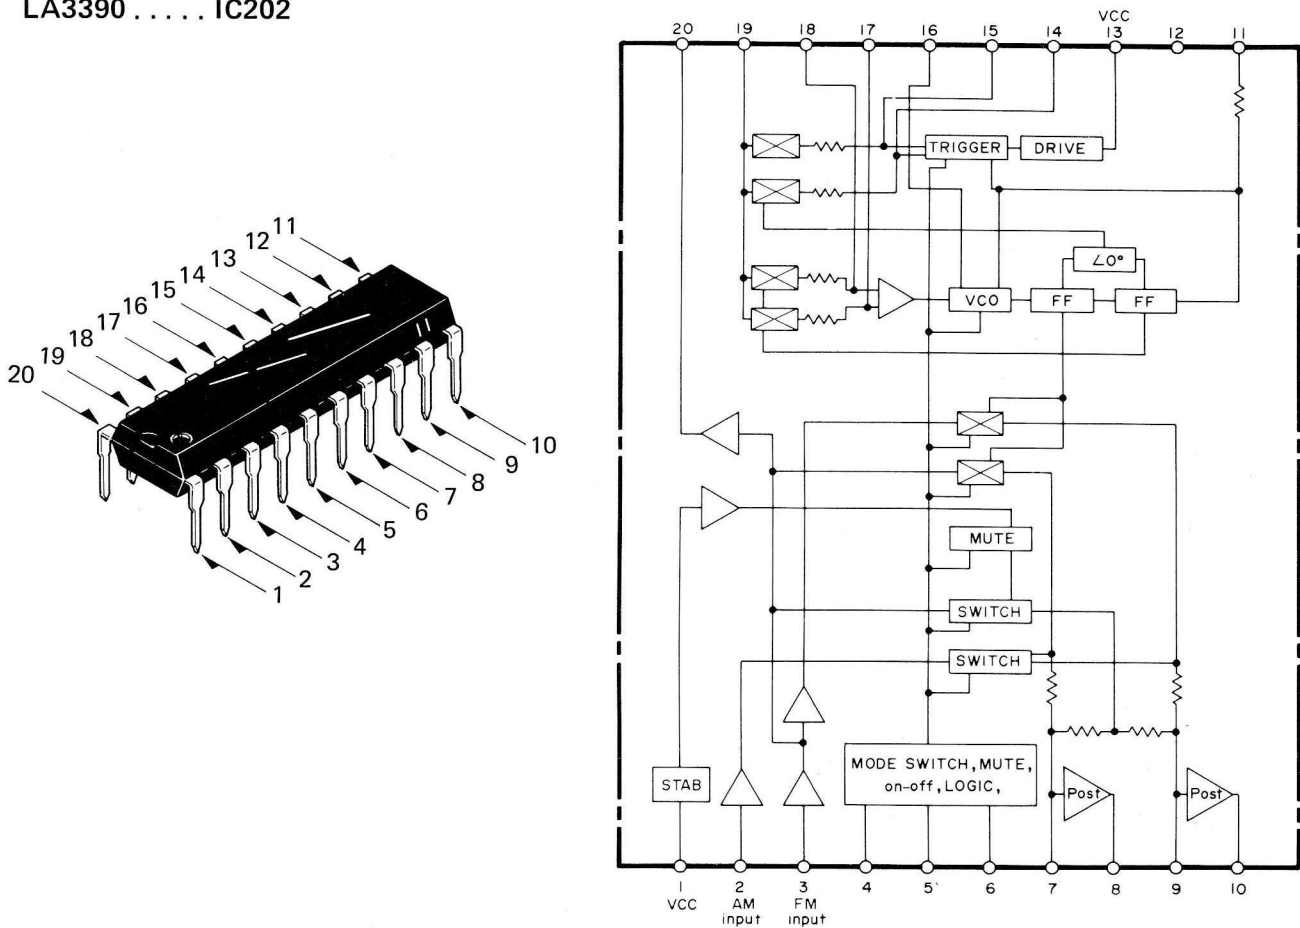 LA3390 ..... IC202
20 19 18 17 16 15 14 13 12 11
1 2 3 4 5 6 7 8 9 10
VCC
20 19 18 17 16 15 14 13 12 11
TRIGGER DRIVE
∠0°
VCO FF FF
MUTE
SWITCH
SWITCH
MODE SWITCH, MUTE,
on-off, LOGIC,
STAB
Post Post
1 2 3 4 5 6 7 8 9 10
VCC AM FM
input input